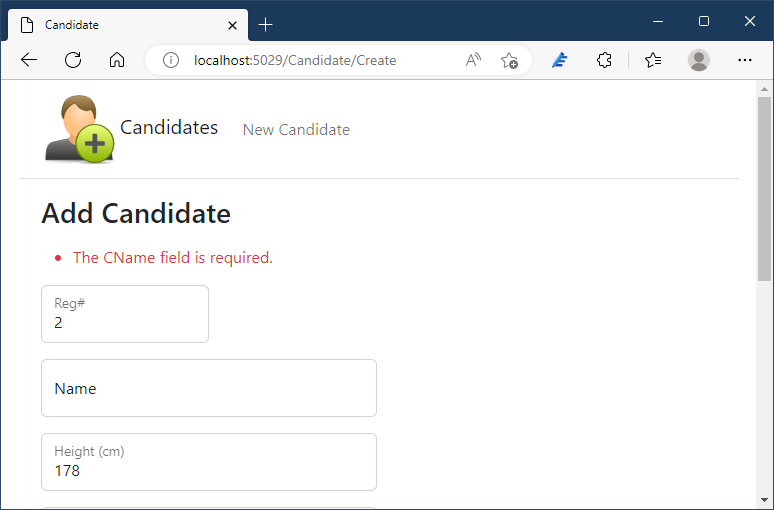 Candidate
localhost:5029/Candidate/Create
Candidates New Candidate
Add Candidate
The CName field is required.
Reg#
2
Name
Height (cm)
178